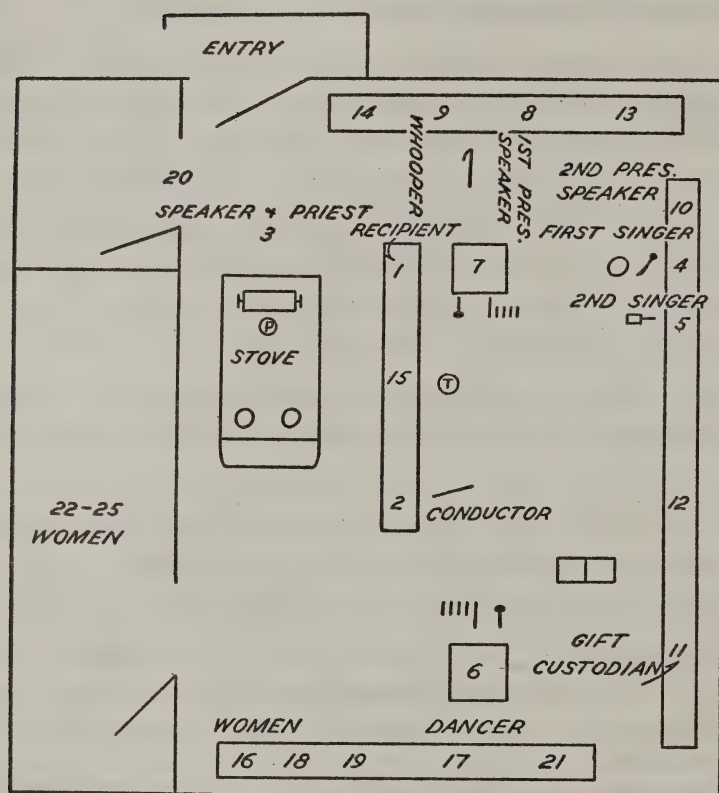 ENTRY
14 9 8 13
WHOOPER
1ST PRES.
SPEAKER
2ND PRES.
SPEAKER
10
20
SPEAKER & PRIEST
3
RECIPIENT
FIRST SINGER
1
7
4
2ND SINGER
5
P
STOVE
15
T
2
CONDUCTOR
12
22-25
WOMEN
6
GIFT
CUSTODIAN
11
WOMEN DANCER
16 18 19 17 21